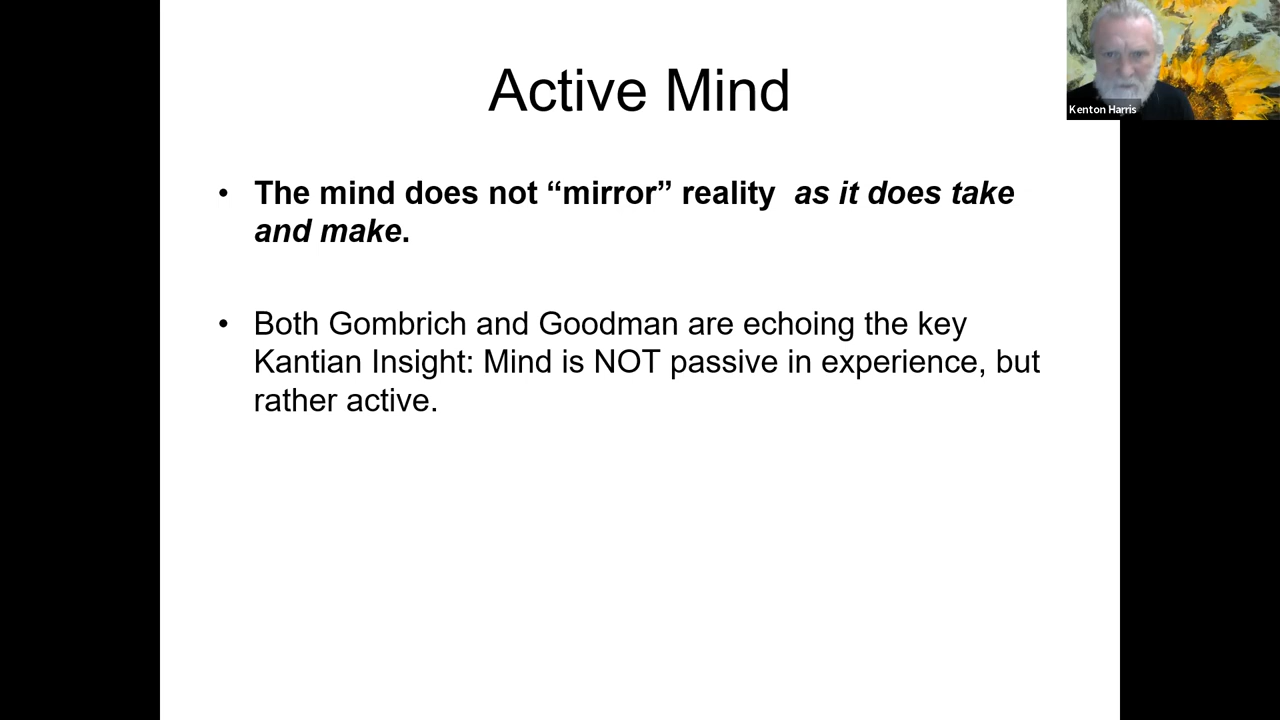 Active Mind
Kenton Harris
• The mind does not “mirror” reality  as it does take
and make.
• Both Gombrich and Goodman are echoing the key
Kantian Insight: Mind is NOT passive in experience, but
rather active.